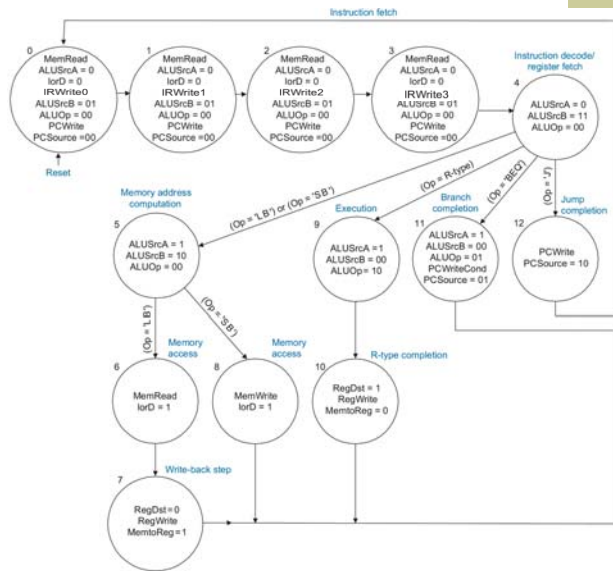 Instruction fetch
0
MemRead
ALUSrcA = 0
IorD = 0
IRWrite0
ALUSrcB = 01
ALUOp = 00
PCWrite
PCSource =00
1
MemRead
ALUSrcA = 0
IorD = 0
IRWrite1
ALUSrcB = 01
ALUOp = 00
PCWrite
PCSource =00
2
MemRead
ALUSrcA = 0
IorD = 0
IRWrite2
ALUSrcB = 01
ALUOp = 00
PCWrite
PCSource =00
3
MemRead
ALUSrcA = 0
IorD = 0
IRWrite3
ALUSrcB = 01
ALUOp = 00
PCWrite
PCSource =00
Instruction decode/
register fetch
4
ALUSrcA = 0
ALUSrcB = 11
ALUOp = 00
Reset
(Op = 'LB') or (Op = 'SB')
(Op = R-type)
(Op = 'BEQ')
(Op = 'J')
Memory address
computation
5
ALUSrcA = 1
ALUSrcB = 10
ALUOp = 00
Execution
9
ALUSrcA =1
ALUSrcB = 00
ALUOp = 10
Branch
completion
11
ALUSrcA = 1
ALUSrcB = 00
ALUOp = 01
PCWriteCond
PCSource = 01
Jump
completion
12
PCWrite
PCSource = 10
(Op = 'LB')
(Op = 'SB')
Memory
access
6
MemRead
IorD = 1
Memory
access
8
MemWrite
IorD = 1
R-type completion
10
RegDst = 1
RegWrite
MemtoReg = 0
Write-back step
7
RegDst = 0
RegWrite
MemtoReg = 1